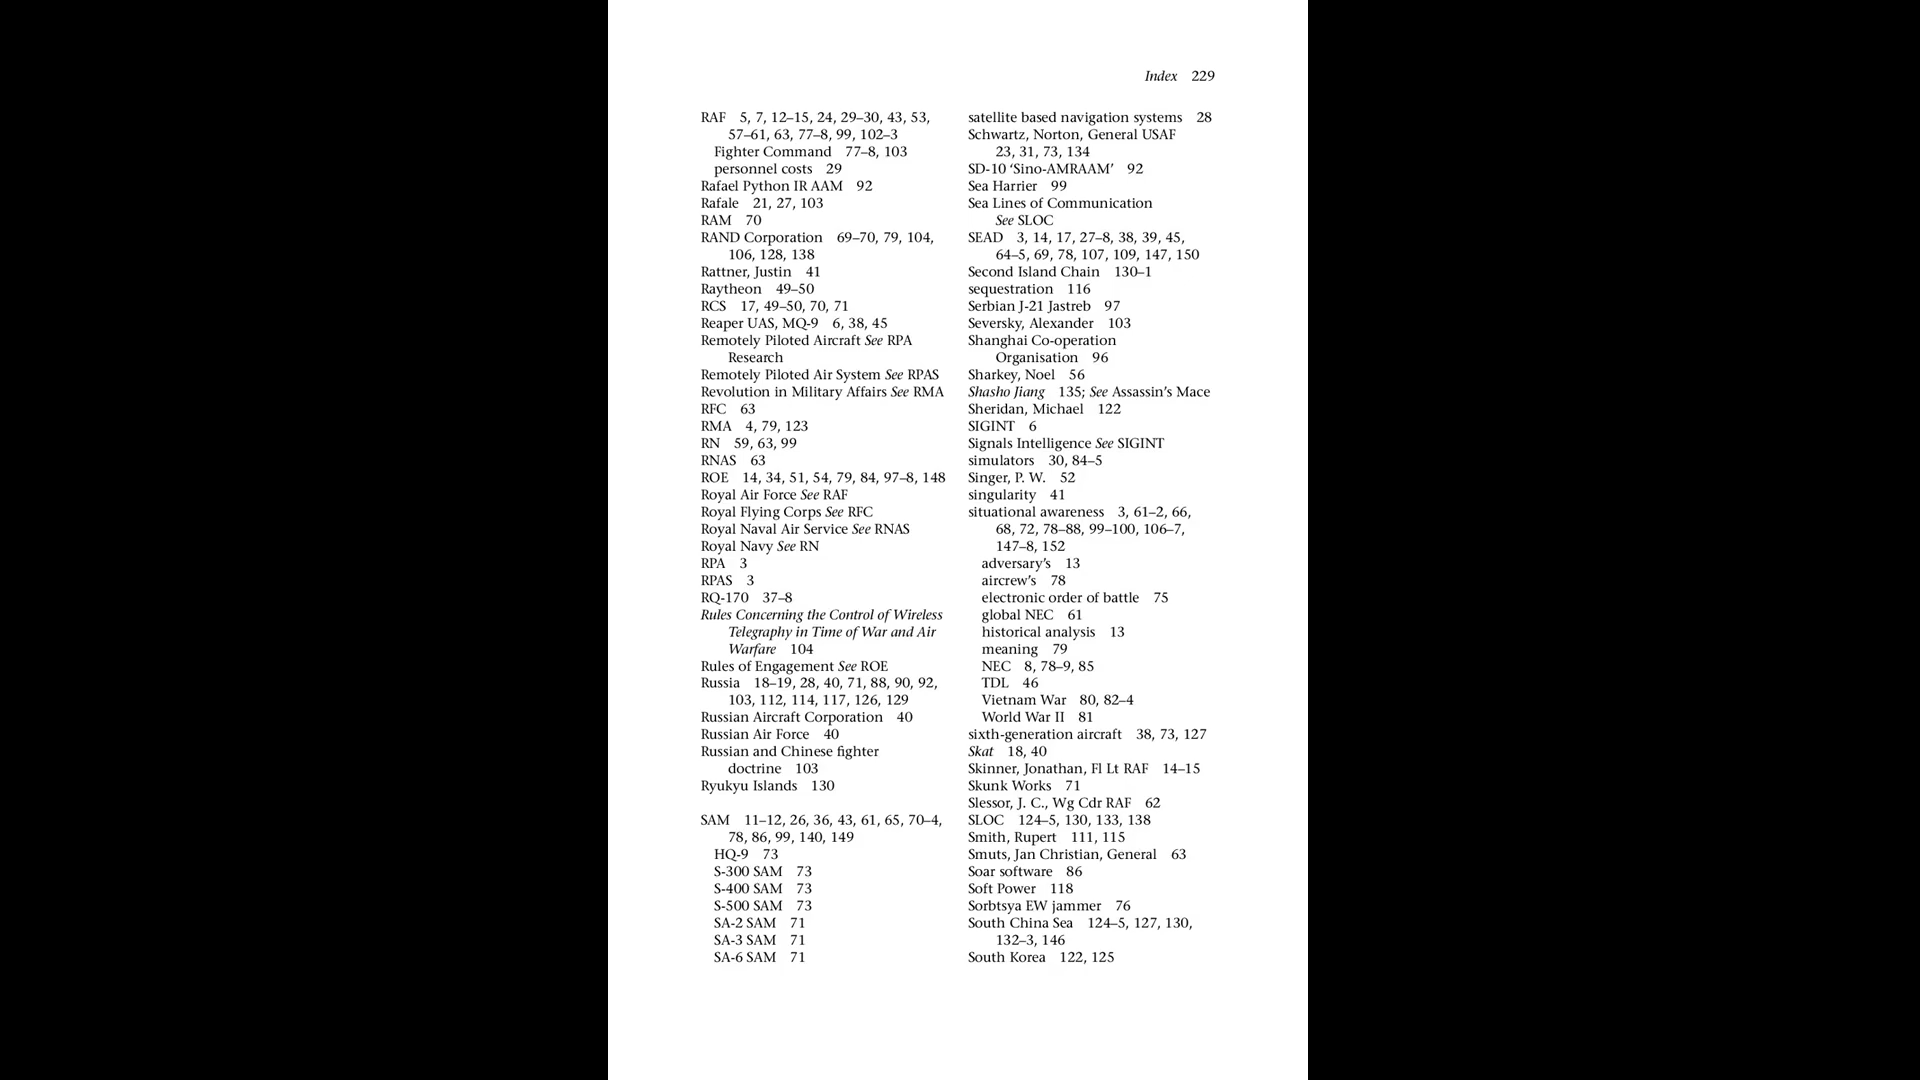 Index 229
RAF 5, 7, 12–15, 24, 29–30, 43, 53,
57–61, 63, 77–8, 99, 102–3
Fighter Command 77–8, 103
personnel costs 29
Rafael Python IR AAM 92
Rafale 21, 27, 103
RAM 70
RAND Corporation 69–70, 79, 104,
106, 128, 138
Rattner, Justin 41
Raytheon 49–50
RCS 17, 49–50, 70, 71
Reaper UAS, MQ-9 6, 38, 45
Remotely Piloted Aircraft See RPA
Research
Remotely Piloted Air System See RPAS
Revolution in Military Affairs See RMA
RFC 63
RMA 4, 79, 123
RN 59, 63, 99
RNAS 63
ROE 14, 34, 51, 54, 79, 84, 97–8, 148
Royal Air Force See RAF
Royal Flying Corps See RFC
Royal Naval Air Service See RNAS
Royal Navy See RN
RPA 3
RPAS 3
RQ-170 37–8
Rules Concerning the Control of Wireless
Telegraphy in Time of War and Air
Warfare 104
Rules of Engagement See ROE
Russia 18–19, 28, 40, 71, 88, 90, 92,
103, 112, 114, 117, 126, 129
Russian Aircraft Corporation 40
Russian Air Force 40
Russian and Chinese fighter
doctrine 103
Ryukyu Islands 130
SAM 11–12, 26, 36, 43, 61, 65, 70–4,
78, 86, 99, 140, 149
HQ-9 73
S-300 SAM 73
S-400 SAM 73
S-500 SAM 73
SA-2 SAM 71
SA-3 SAM 71
SA-6 SAM 71
satellite based navigation systems 28
Schwartz, Norton, General USAF
23, 31, 73, 134
SD-10 ‘Sino-AMRAAM’ 92
Sea Harrier 99
Sea Lines of Communication
See SLOC
SEAD 3, 14, 17, 27–8, 38, 39, 45,
64–5, 69, 78, 107, 109, 147, 150
Second Island Chain 130–1
sequestration 116
Serbian J-21 Jastreb 97
Seversky, Alexander 103
Shanghai Co-operation
Organisation 96
Sharkey, Noel 56
Shasho Jiang 135; See Assassin’s Mace
Sheridan, Michael 122
SIGINT 6
Signals Intelligence See SIGINT
simulators 30, 84–5
Singer, P. W. 52
singularity 41
situational awareness 3, 61–2, 66,
68, 72, 78–88, 99–100, 106–7,
147–8, 152
adversary’s 13
aircrew’s 78
electronic order of battle 75
global NEC 61
historical analysis 13
meaning 79
NEC 8, 78–9, 85
TDL 46
Vietnam War 80, 82–4
World War II 81
sixth-generation aircraft 38, 73, 127
Skat 18, 40
Skinner, Jonathan, Fl Lt RAF 14–15
Skunk Works 71
Slessor, J. C., Wg Cdr RAF 62
SLOC 124–5, 130, 133, 138
Smith, Rupert 111, 115
Smuts, Jan Christian, General 63
Soar software 86
Soft Power 118
Sorbtsya EW jammer 76
South China Sea 124–5, 127, 130,
132–3, 146
South Korea 122, 125